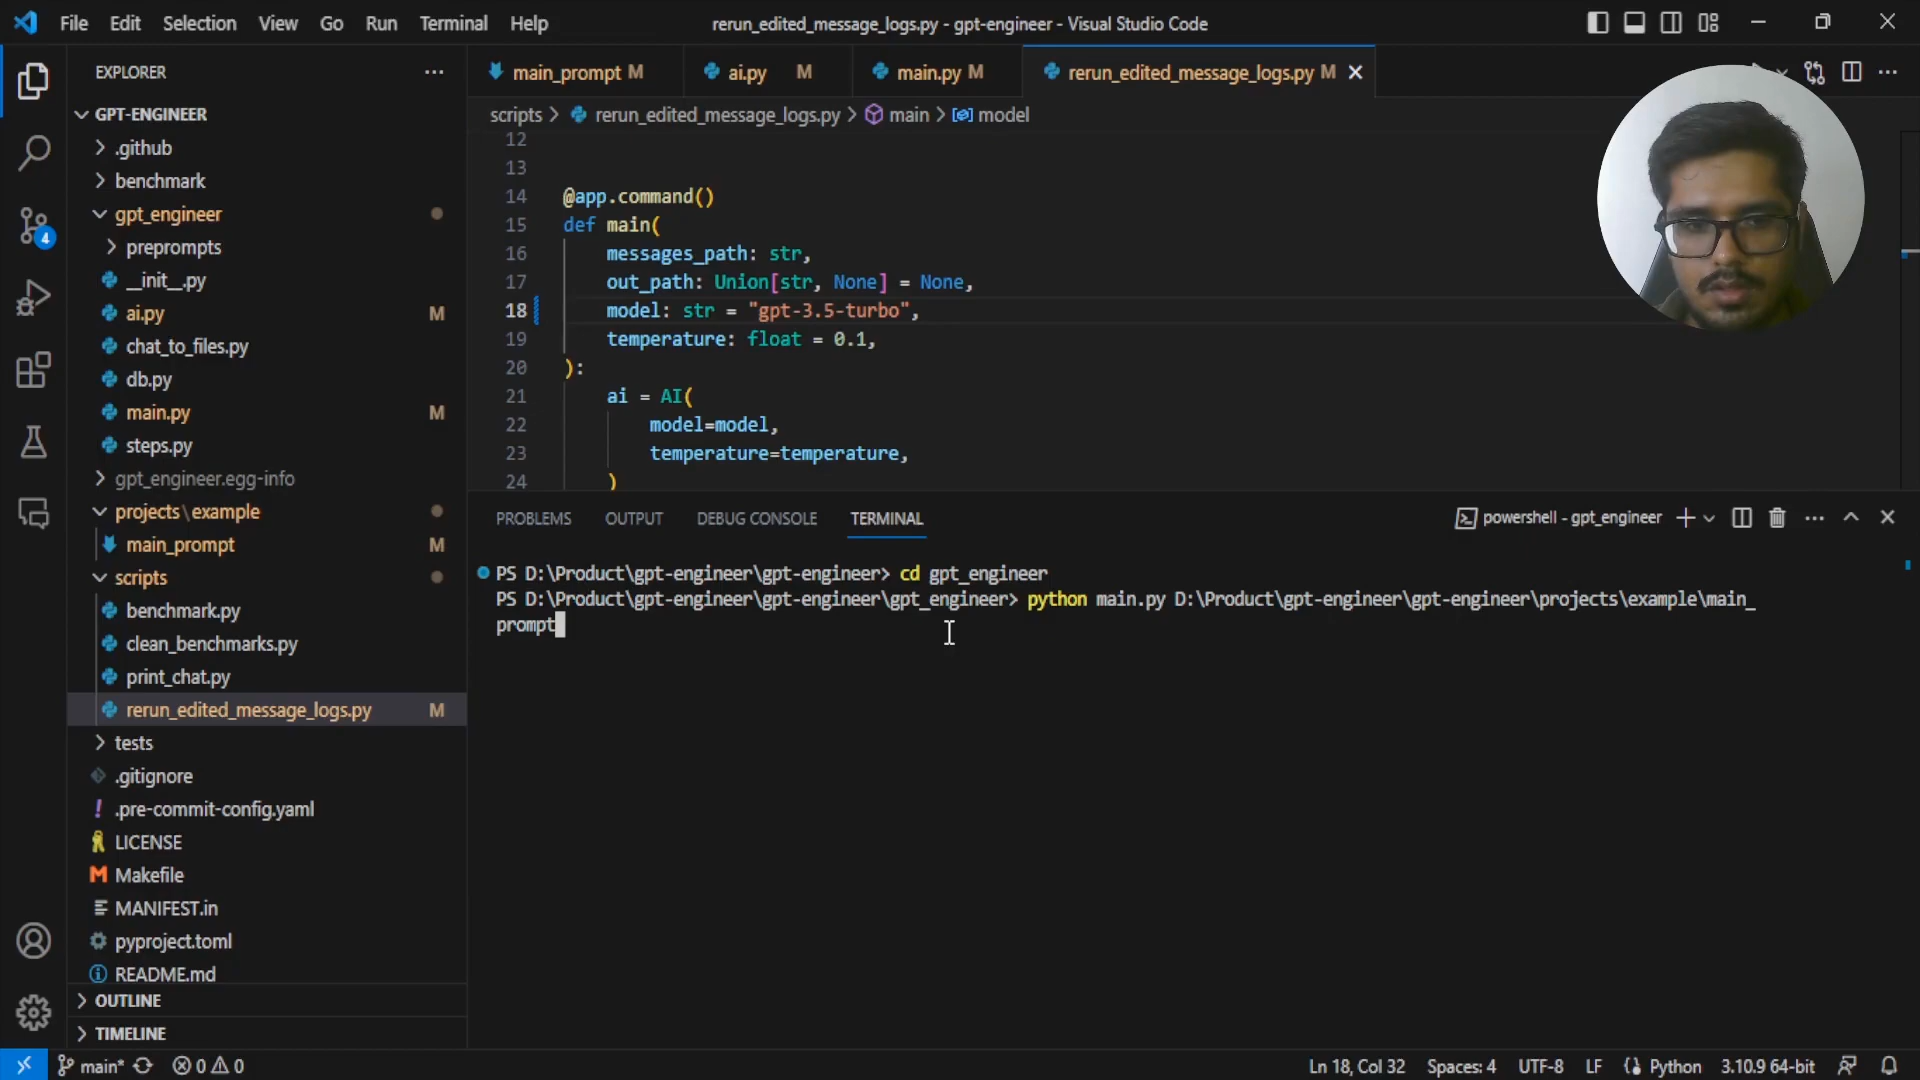 File Edit Selection View Go Run Terminal Help
rerun_edited_message_logs.py - gpt-engineer - Visual Studio Code
EXPLORER
GPT-ENGINEER
.github
benchmark
gpt_engineer
preprompts
__init__.py
ai.py M
chat_to_files.py
db.py
main.py M
steps.py
gpt_engineer.egg-info
projects\example
main_prompt M
scripts
benchmark.py
clean_benchmarks.py
print_chat.py
rerun_edited_message_logs.py M
tests
.gitignore
! .pre-commit-config.yaml
LICENSE
M Makefile
MANIFEST.in
pyproject.toml
README.md
OUTLINE
TIMELINE
4
main_prompt M
ai.py M
main.py M
rerun_edited_message_logs.py M
scripts > rerun_edited_message_logs.py > main > model
12
13
14 @app.command()
15 def main(
16 messages_path: str,
17 out_path: Union[str, None] = None,
18 model: str = "gpt-3.5-turbo",
19 temperature: float = 0.1,
20 ):
21 ai = AI(
22 model=model,
23 temperature=temperature,
24 )
PROBLEMS OUTPUT DEBUG CONSOLE TERMINAL
powershell - gpt_engineer
PS D:\Product\gpt-engineer\gpt-engineer> cd gpt_engineer
PS D:\Product\gpt-engineer\gpt-engineer\gpt_engineer> python main.py D:\Product\gpt-engineer\gpt-engineer\projects\example\main_
prompt
main* 0 0
Ln 18, Col 32 Spaces: 4 UTF-8 LF Python 3.10.9 64-bit